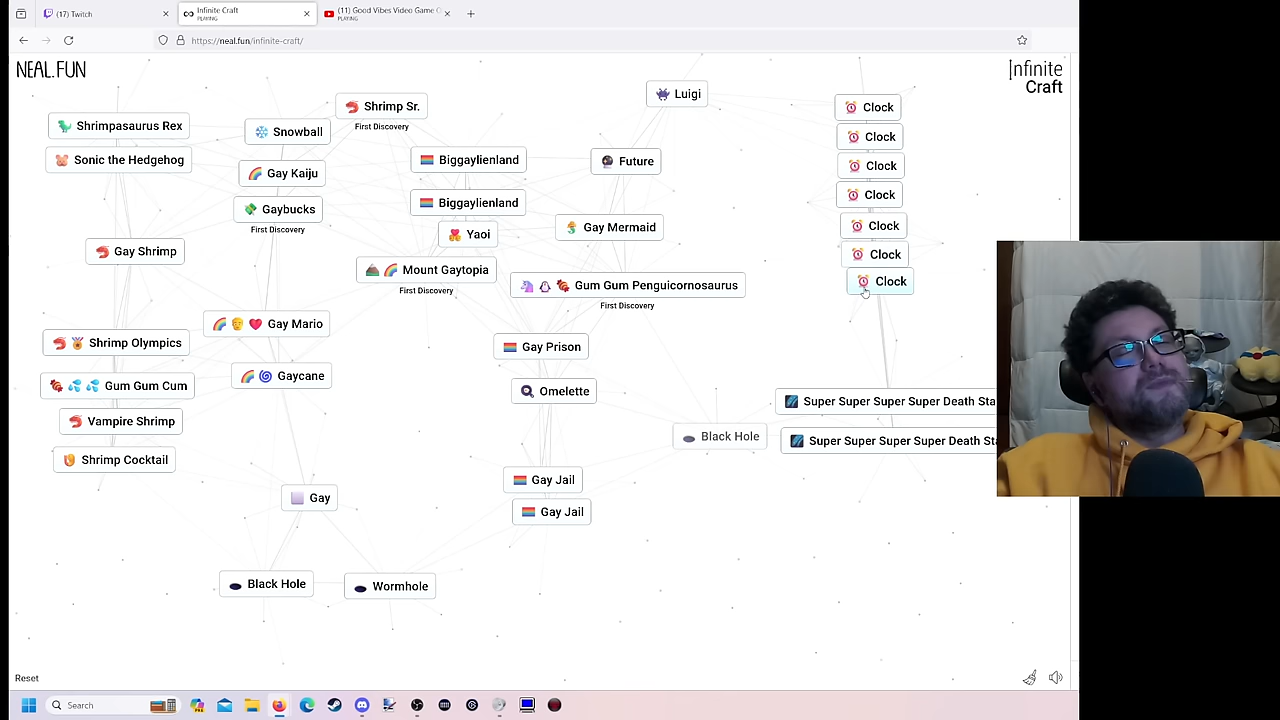 (17) Twitch
Infinite Craft
PLAYING
(11) Good Vibes Video Game
PLAYING
https://neal.fun/infinite-craft/
NEAL.FUN
Infinite
Craft
Shrimpasaurus Rex
Sonic the Hedgehog
Snowball
Shrimp Sr.
First Discovery
Gay Kaiju
Gaybucks
First Discovery
Biggaylienland
Biggaylienland
Yaoi
Mount Gaytopia
First Discovery
Luigi
Future
Gay Mermaid
Gum Gum Penguicornosaurus
First Discovery
Clock
Clock
Clock
Clock
Clock
Clock
Clock
Gay Shrimp
Gay Mario
Shrimp Olympics
Gaycane
Gum Gum Cum
Vampire Shrimp
Shrimp Cocktail
Gay Prison
Omelette
Super Super Super Super Death Sta
Black Hole
Super Super Super Super Death Sta
Gay Jail
Gay
Gay Jail
Black Hole
Wormhole
Reset
Search